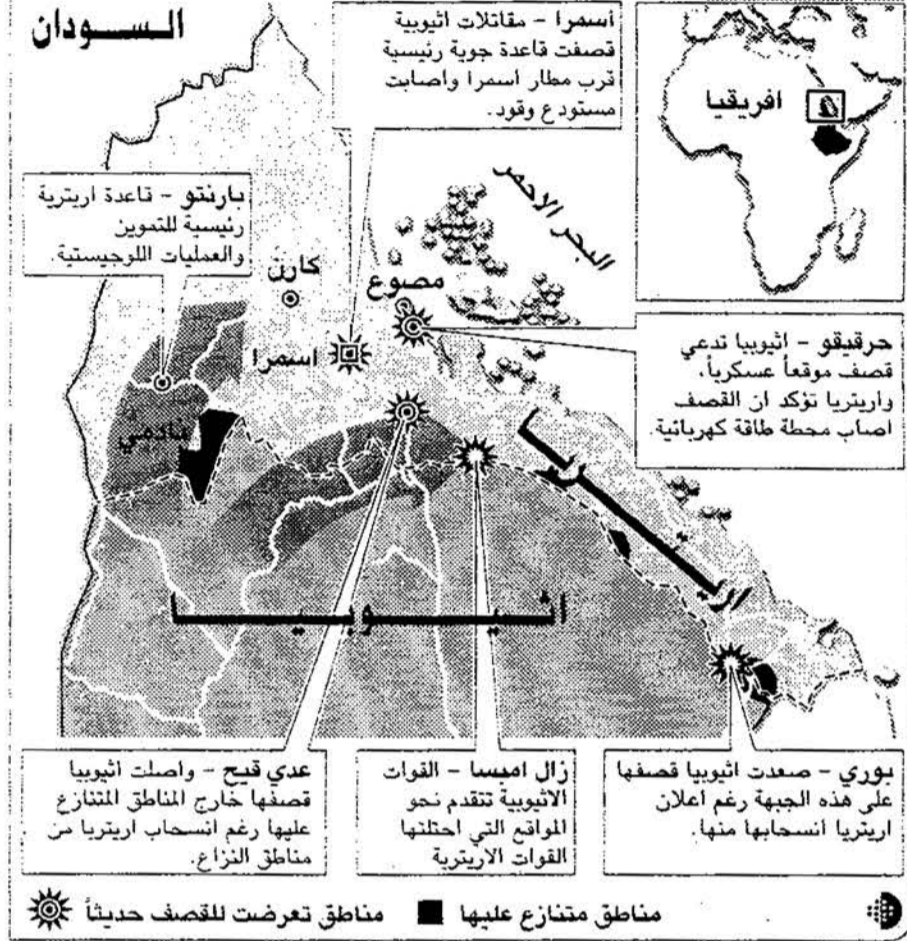 الســـودان
اسمرا – مقاتلات اثيوبية
قصفت قاعدة جوية رئيسية
قرب مطار اسمرا واصابت
مستودع وقود.
افريقيا
البحر الاحمر
بارنتو – قاعدة اريترية
رئيسية للتموين
والعمليات اللوجيستية.
كارن
مصوع
اسمرا
حرقيقو – اثيوبيا تدعي
قصف موقعاً عسكرياً،
واريتريا تؤكد ان القصف
اصاب محطة طاقة كهربائية.
بادمي
اريتريا
اثيوبيا
عدي قيح – واصلت اثيوبيا
قصفها خارج المناطق المتنازع
عليها رغم انسحاب اريتريا من
مناطق النزاع.
زال امبسا – القوات
الاثيوبية تتقدم نحو
المواقع التي احتلتها
القوات الاريترية
بوري – صعدت اثيوبيا قصفها
على هذه الجبهة رغم اعلان
اريتريا انسحابها منها.
مناطق متنازع عليها
مناطق تعرضت للقصف حديثاً